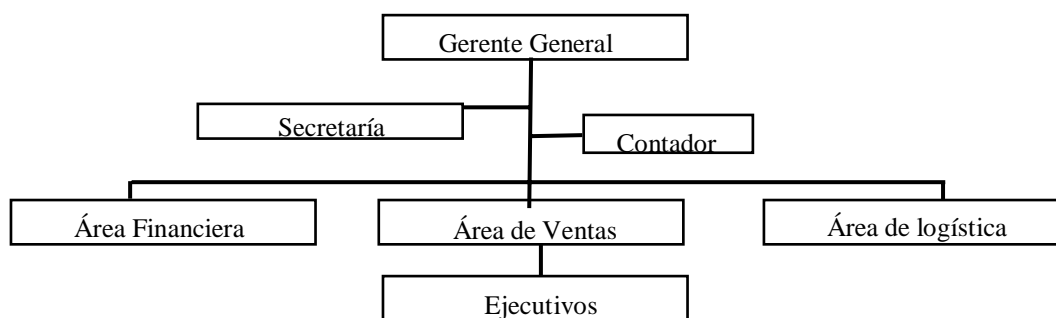 Gerente General
Secretaría
Contador
Área Financiera
Área de Ventas
Área de logística
Ejecutivos